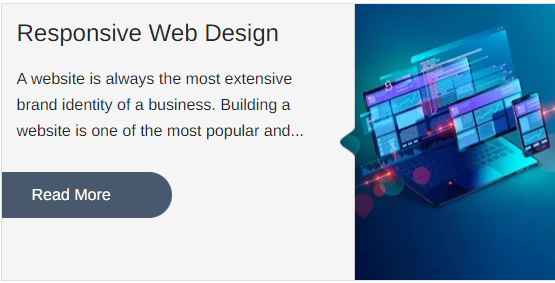 Responsive Web Design
A website is always the most extensive
brand identity of a business. Building a
website is one of the most popular and...
Read More